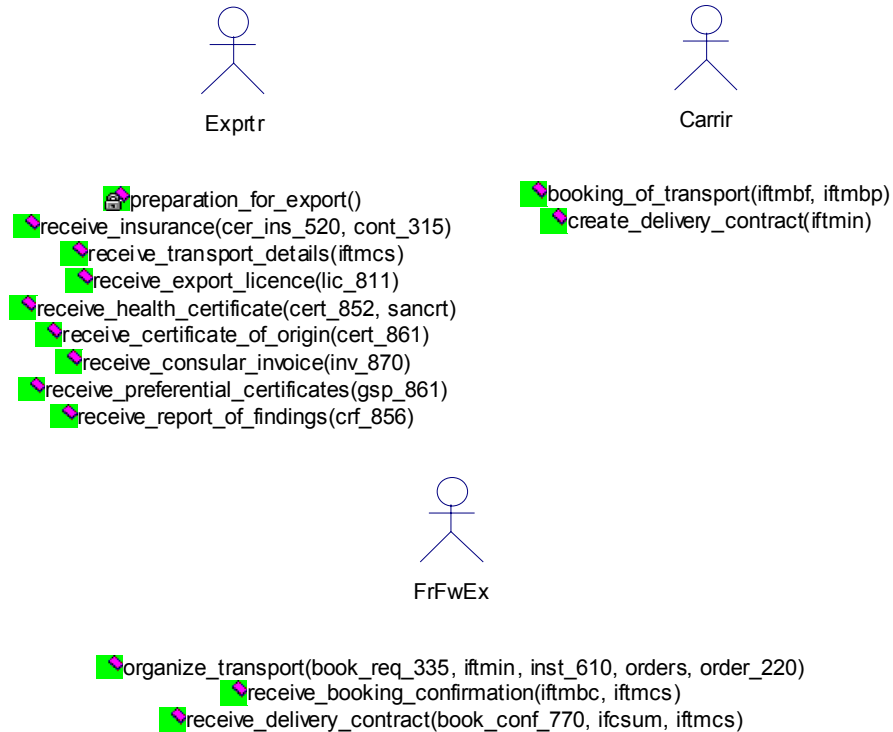 Exprtr
preparation_for_export()
receive_insurance(cer_ins_520, cont_315)
receive_transport_details(iftmcs)
receive_export_licence(lic_811)
receive_health_certificate(cert_852, sancrt)
receive_certificate_of_origin(cert_861)
receive_consular_invoice(inv_870)
receive_preferential_certificates(gsp_861)
receive_report_of_findings(crf_856)
Carrir
booking_of_transport(iftmbf, iftmbp)
create_delivery_contract(iftmin)
FrFwEx
organize_transport(book_req_335, iftmin, inst_610, orders, order_220)
receive_booking_confirmation(iftmbc, iftmcs)
receive_delivery_contract(book_conf_770, ifcsum, iftmcs)